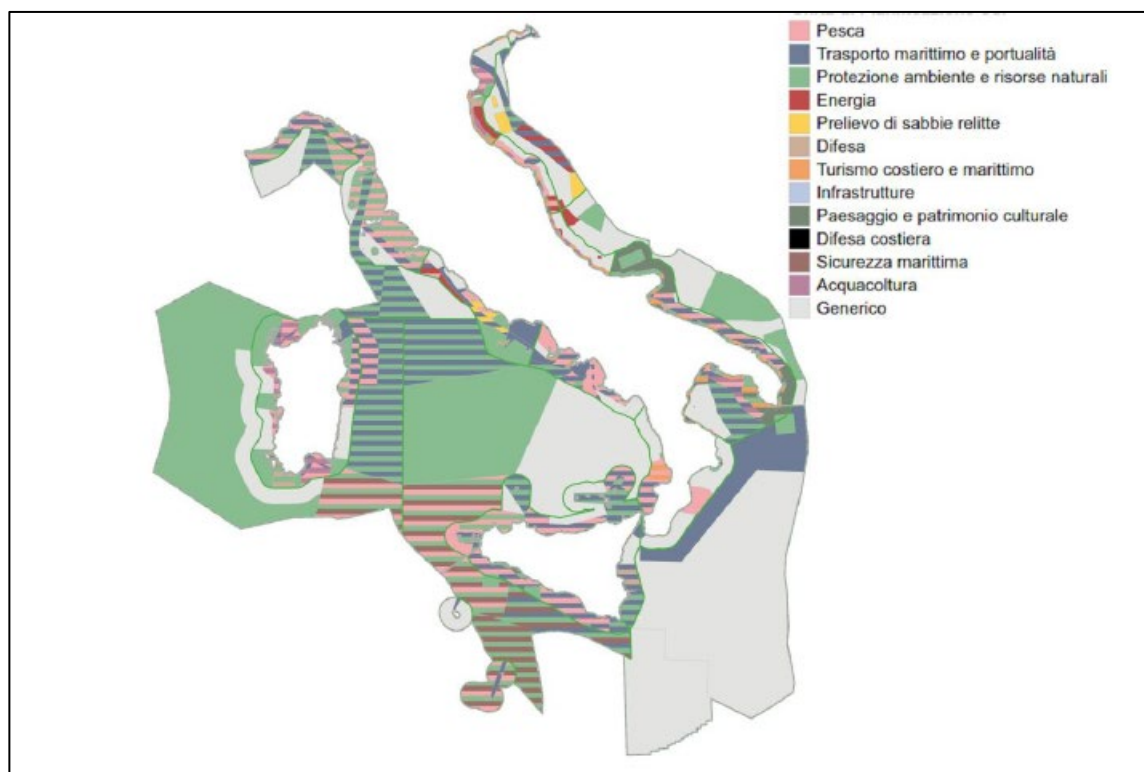 Pesca
Trasporto marittimo e portualità
Protezione ambiente e risorse naturali
Energia
Prelievo di sabbie relitte
Difesa
Turismo costiero e marittimo
Infrastrutture
Paesaggio e patrimonio culturale
Difesa costiera
Sicurezza marittima
Acquacoltura
Generico